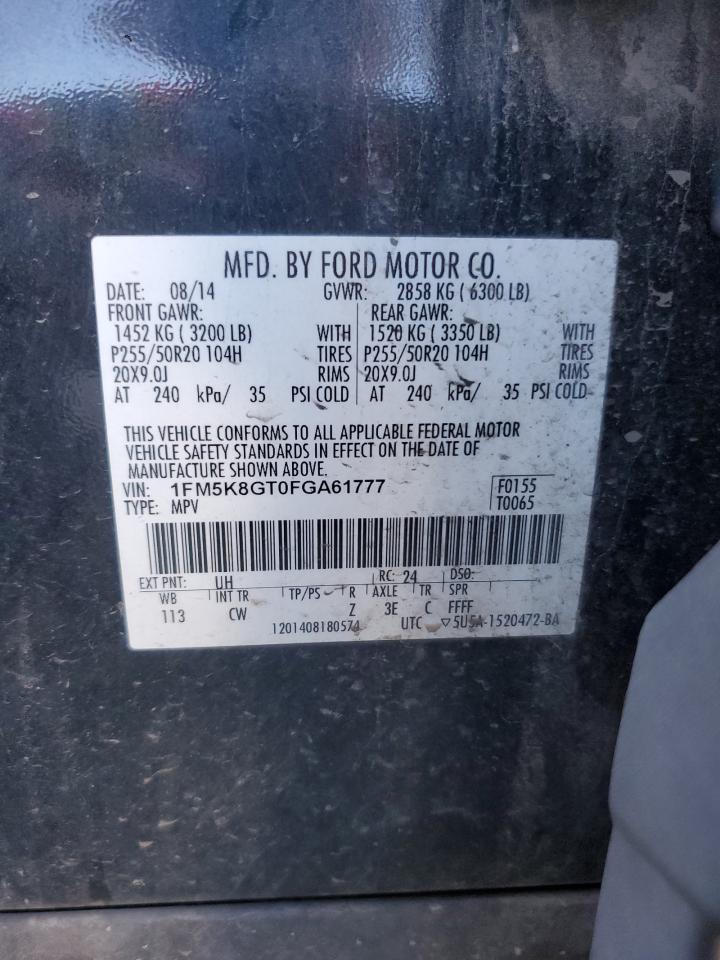 MFD. BY FORD MOTOR CO.
DATE: 08/14 GVWR: 2858 KG ( 6300 LB)
FRONT GAWR: REAR GAWR:
1452 KG ( 3200 LB) WITH 1520 KG ( 3350 LB) WITH
P255/50R20 104H TIRES P255/50R20 104H TIRES
20X9.0J RIMS 20X9.0J RIMS
AT 240 kPa/ 35 PSI COLD AT 240 kPa/ 35 PSI COLD
THIS VEHICLE CONFORMS TO ALL APPLICABLE FEDERAL MOTOR
VEHICLE SAFETY STANDARDS IN EFFECT ON THE DATE OF
MANUFACTURE SHOWN ABOVE.
VIN: 1FM5K8GT0FGA61777 F0155
TYPE: MPV T0065
EXT PNT: UH RC: 24 DSO:
WB INT TR TP/PS R AXLE TR SPR
113 CW Z 3E C FFFF
1201408180574 UTC ▽5U5A-1520472-BA